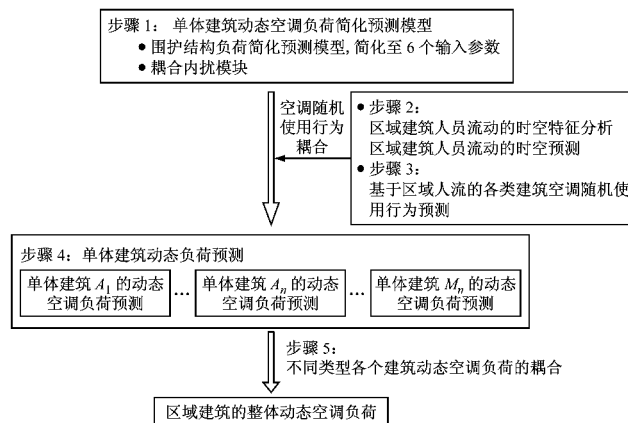 步骤 1: 单体建筑动态空调负荷简化预测模型
● 围护结构负荷简化预测模型, 简化至 6 个输入参数
● 耦合内扰模块
空调随机
使用行为
耦合
● 步骤 2:
区域建筑人员流动的时空特征分析
区域建筑人员流动的时空预测
● 步骤 3:
基于区域人流的各类建筑空调随机使
用行为预测
步骤 4: 单体建筑动态负荷预测
单体建筑 A1 的动态
空调负荷预测
…
单体建筑 An 的动态
空调负荷预测
…
单体建筑 Mn 的动态
空调负荷预测
步骤 5:
不同类型各个建筑动态空调负荷的耦合
区域建筑的整体动态空调负荷